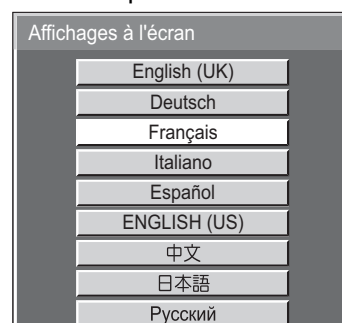 Affichages à l'écran
English (UK)
Deutsch
Français
Italiano
Español
ENGLISH (US)
中文
日本語
Русский